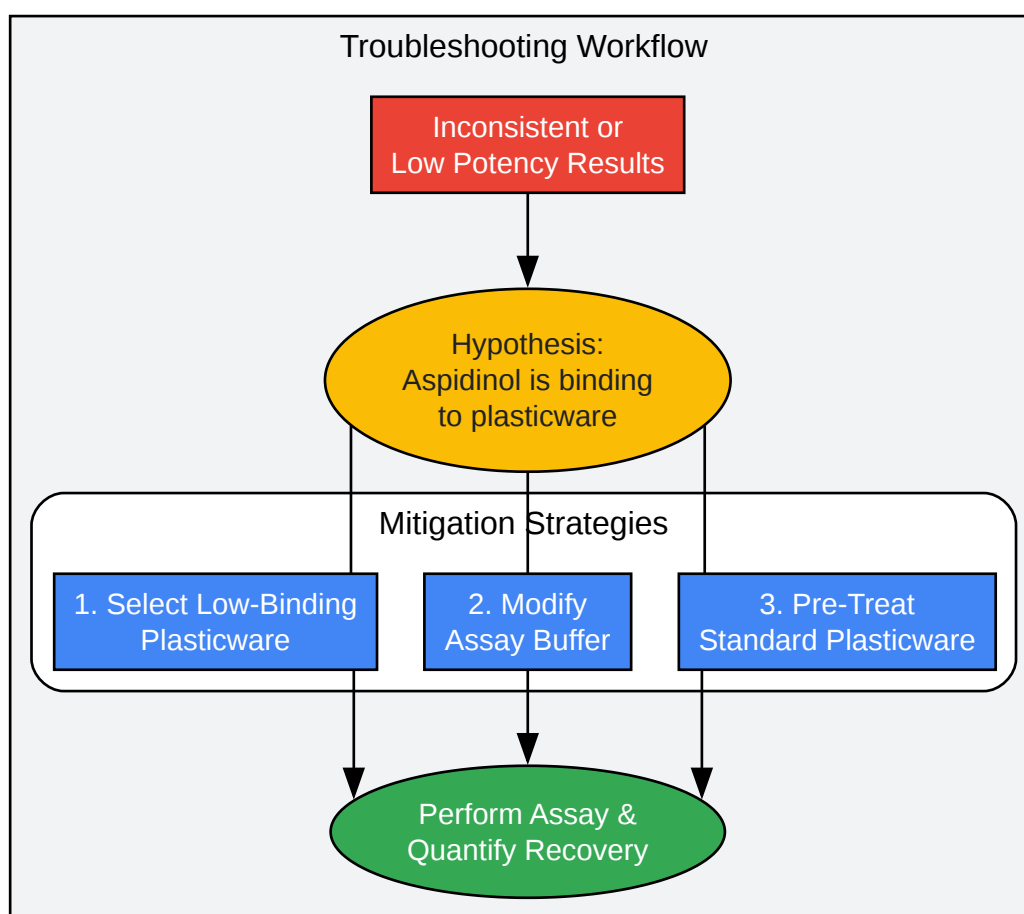 Troubleshooting Workflow
Inconsistent or
Low Potency Results
Hypothesis:
Aspidinol is binding
to plasticware
Mitigation Strategies
1. Select Low-Binding
Plasticware
2. Modify
Assay Buffer
3. Pre-Treat
Standard Plasticware
Perform Assay &
Quantify Recovery